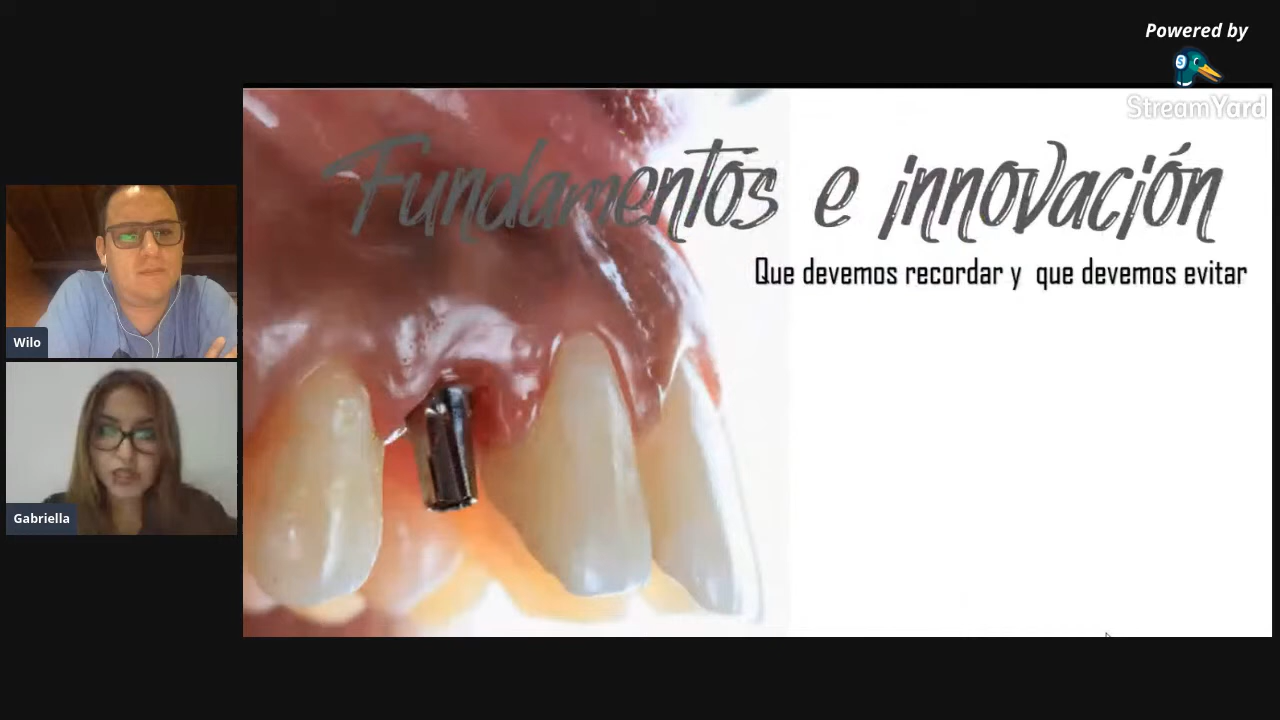 Powered by
StreamYard
Fundamentos e innovación
Que devemos recordar y que devemos evitar
Wilo
Gabriella